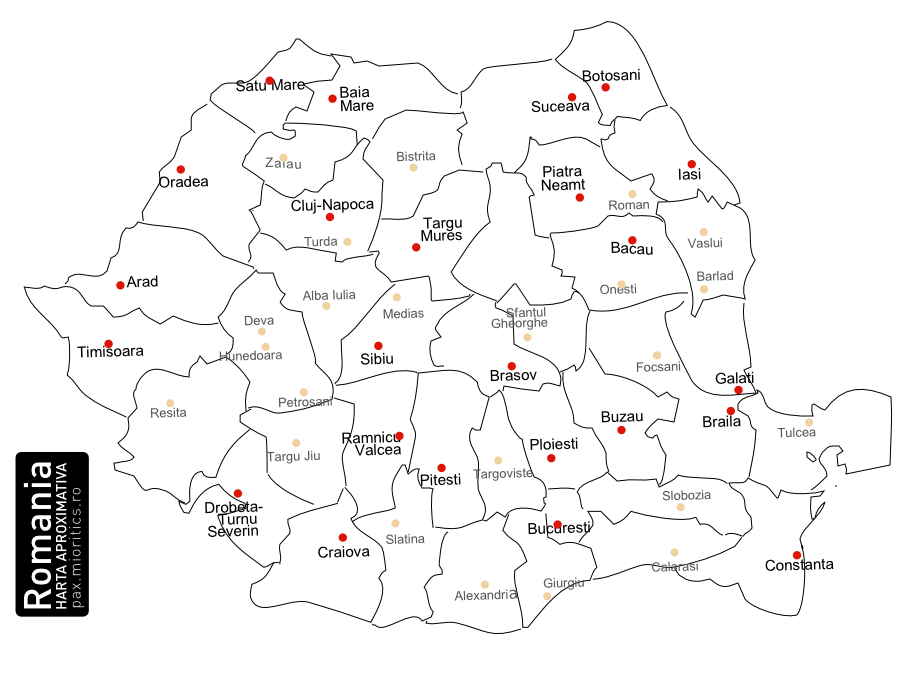 Botosani
Satu Mare
Baia
Mare
Suceava
Bistrita
Zalau
Piatra
Neamt
Iasi
Oradea
Cluj-Napoca
Roman
Targu
Mures
Turda
Bacau
Vaslui
Barlad
Arad
Onesti
Alba Iulia
Medias
Sfantul
Gheorghe
Deva
Timisoara
Hunedoara
Sibiu
Focsani
Brasov
Galati
Petrosani
Resita
Buzau
Braila
Tulcea
Ramnicu
Valcea
Ploiesti
Targu Jiu
Pitesti
Targoviste
Slobozia
Drobeta-
Turnu
Severin
Bucuresti
Craiova
Slatina
Calarasi
Constanta
Giurgiu
Alexandria
Romania
HARTA APROXIMATIVA
pax.mioritics.ro